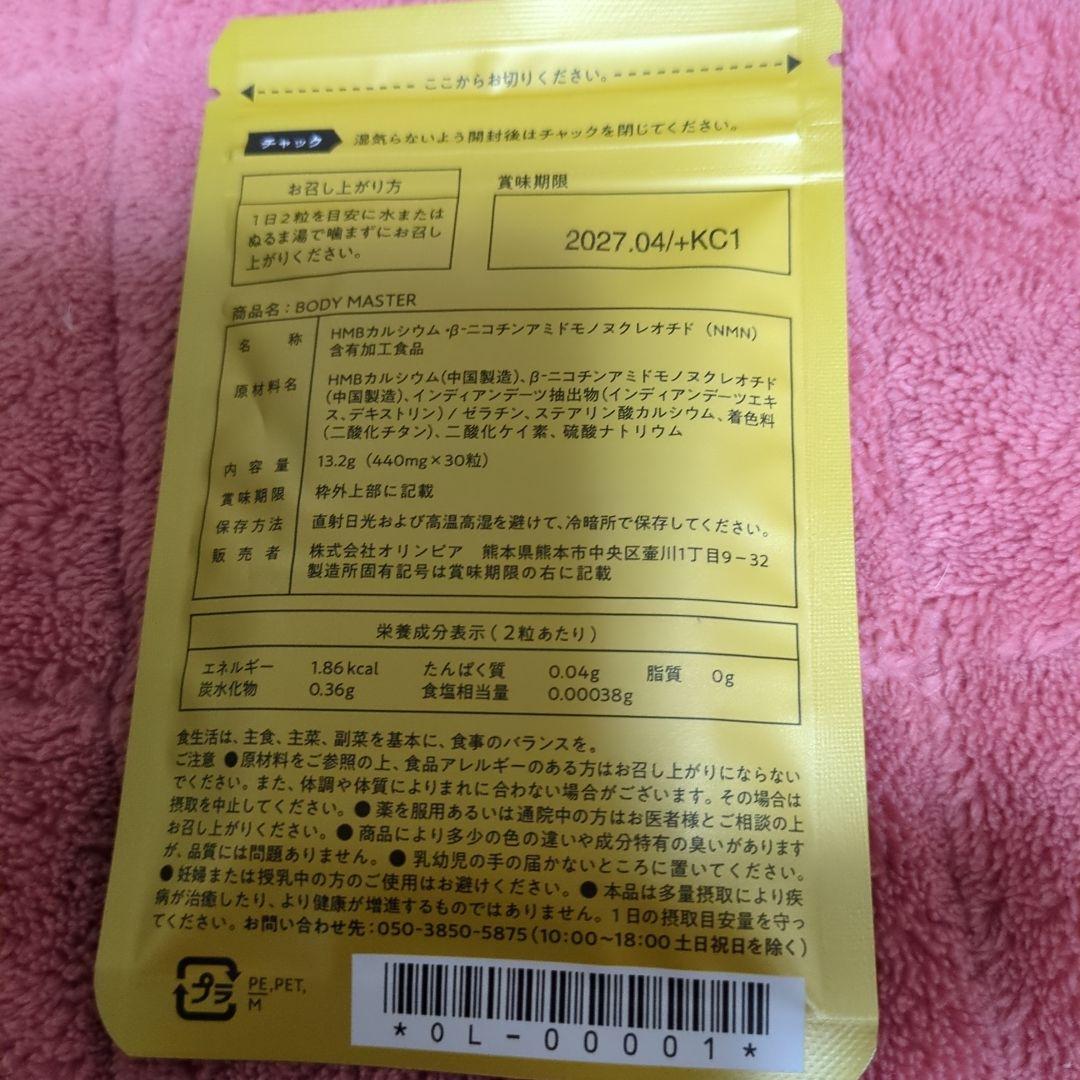 ここからお切りください。
チャック 湿気らないよう開封後はチャックを閉じてください。
お召し上がり方
1日2粒を目安に水または
ぬるま湯で噛まずにお召し
上がりください。
賞味期限
2027.04/+KC1
商品名：BODY MASTER
名称 HMBカルシウム・β-ニコチンアミドモノヌクレオチド（NMN）
含有加工食品
原材料名 HMBカルシウム(中国製造)、β-ニコチンアミドモノヌクレオチド
(中国製造)、インディアンデーツ抽出物(インディアンデーツエキ
ス、デキストリン) / ゼラチン、ステアリン酸カルシウム、着色料
(二酸化チタン)、二酸化ケイ素、硫酸ナトリウム
内容量 13.2g（440mg×30粒）
賞味期限 枠外上部に記載
保存方法 直射日光および高温高湿を避けて、冷暗所で保存してください。
販売者 株式会社オリンピア 熊本県熊本市中央区壷川1丁目9－32
製造所固有記号は賞味期限の右に記載
栄養成分表示（2粒あたり）
エネルギー 1.86kcal たんぱく質 0.04g 脂質 0g
炭水化物 0.36g 食塩相当量 0.00038g
食生活は、主食、主菜、副菜を基本に、食事のバランスを。
ご注意 ●原材料をご参照の上、食品アレルギーのある方はお召し上がりにならない
でください。また、体調や体質によりまれに合わない場合がございます。その場合は
摂取を中止してください。● 薬を服用あるいは通院中の方はお医者様とご相談の上
お召し上がりください。● 商品により多少の色の違いや成分特有の臭いがあります
が、品質には問題ありません。● 乳幼児の手の届かないところに置いてください。
● 妊婦または授乳中の方のご使用はお避けください。● 本品は多量摂取により疾
病が治癒したり、より健康が増進するものではありません。1日の摂取目安量を守っ
てください。お問い合わせ先：050-3850-5875（10:00～18:00 土日祝日を除く）
プラ PE,PET,
M
*OL-00001*